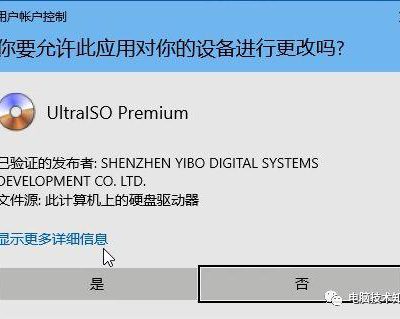 用户帐户控制
你要允许此应用对你的设备进行更改吗?
UltraISO Premium
已验证的发布者: SHENZHEN YIBO DIGITAL SYSTEMS
DEVELOPMENT CO. LTD.
文件源: 此计算机上的硬盘驱动器
显示更多详细信息
是
否
电脑技术知